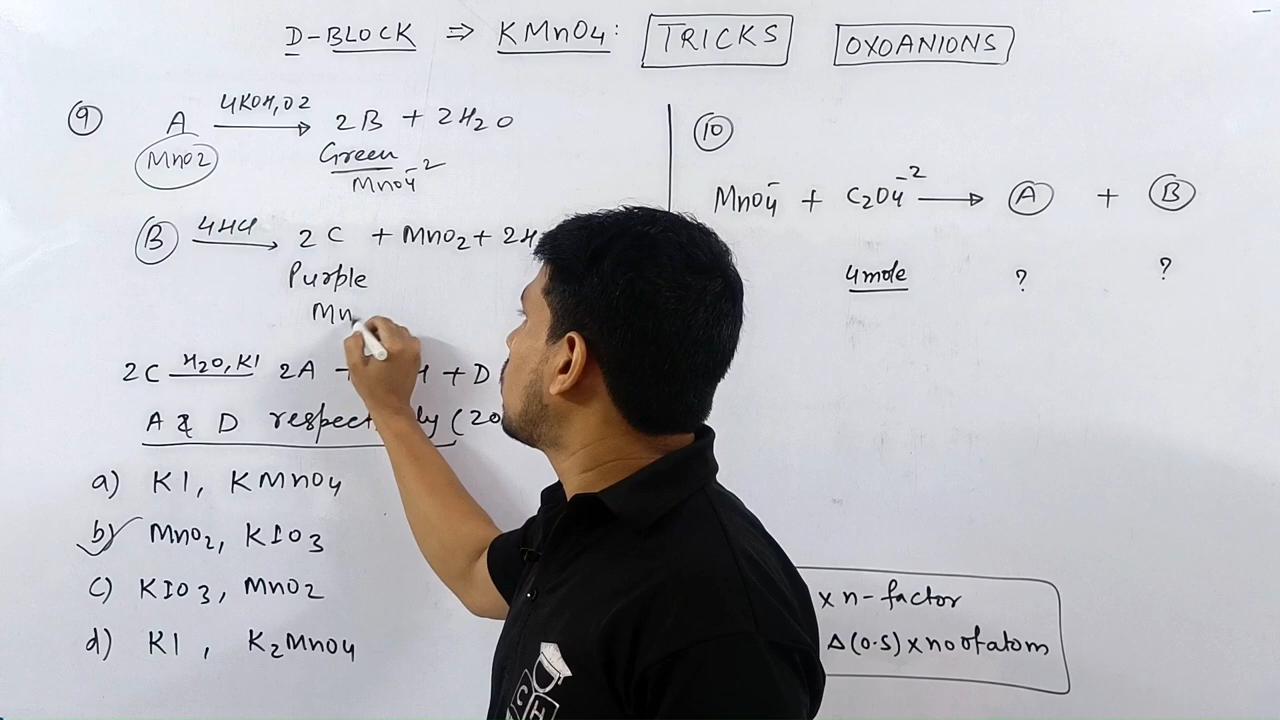 D-BLOCK ⇒ KMnO4: TRICKS OXOANIONS
9 A 4KOH, O2 → 2B + 2H2O
MnO2 Green
MnO4⁻²
B 4HCl → 2C + MnO2 + 2H
Purple
Mn
2C H2O, KI 2A + + D
A & D respectively (20
a) KI, KMnO4
b) MnO2, KIO3
c) KIO3, MnO2
d) KI, K2MnO4
10
MnO4⁻ + C2O4⁻² → A + B
4mole ? ?
x n-factor
Δ(O.S) x no of atom
C H